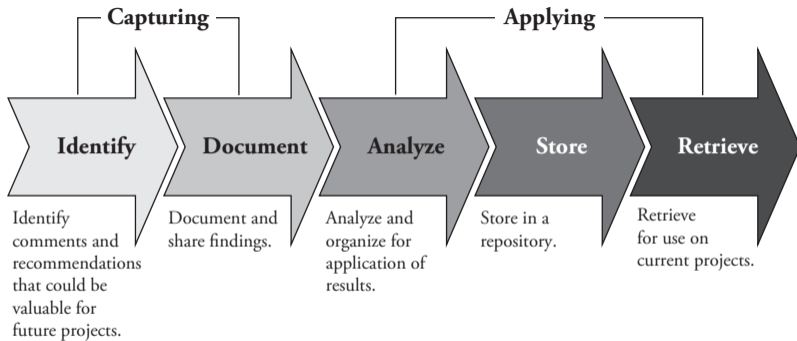 Capturing
Applying
Identify
Document
Analyze
Store
Retrieve
Identify
comments and
recommendations
that could be
valuable for
future projects.
Document and
share findings.
Analyze and
organize for
application of
results.
Store in a
repository.
Retrieve
for use on
current projects.